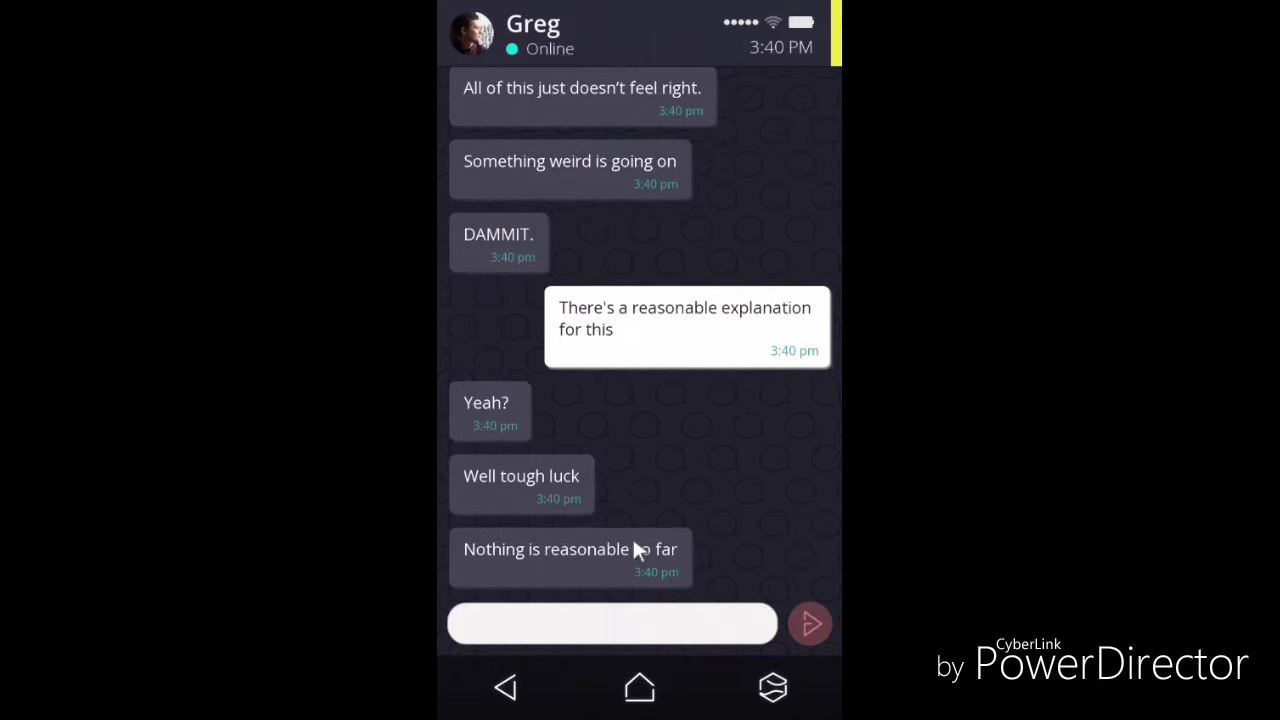 Greg
Online
3:40 PM
All of this just doesn’t feel right.
3:40 pm
Something weird is going on
3:40 pm
DAMMIT.
3:40 pm
There's a reasonable explanation
for this
3:40 pm
Yeah?
3:40 pm
Well tough luck
3:40 pm
Nothing is reasonable so far
3:40 pm
CyberLink
by PowerDirector